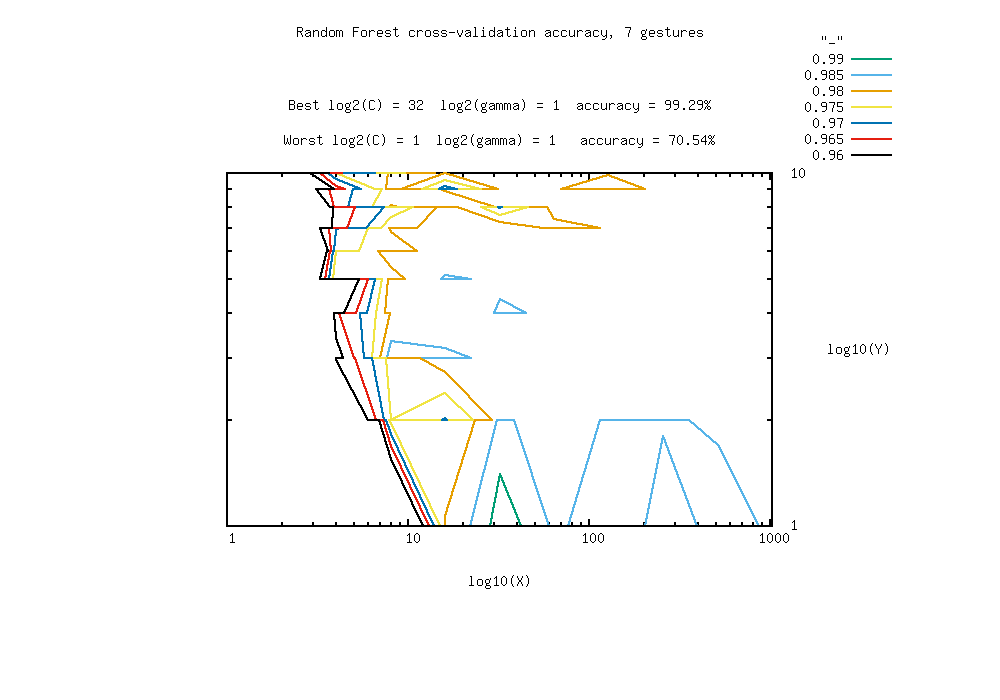 Random Forest cross-validation accuracy, 7 gestures
"_"
0.99
0.985
0.98
0.975
0.97
0.965
0.96
Best log2(C) = 32  log2(gamma) = 1  accuracy = 99.29%
Worst log2(C) = 1  log2(gamma) = 1   accuracy = 70.54%
10
log10(Y)
1
1 10 100 1000
log10(X)